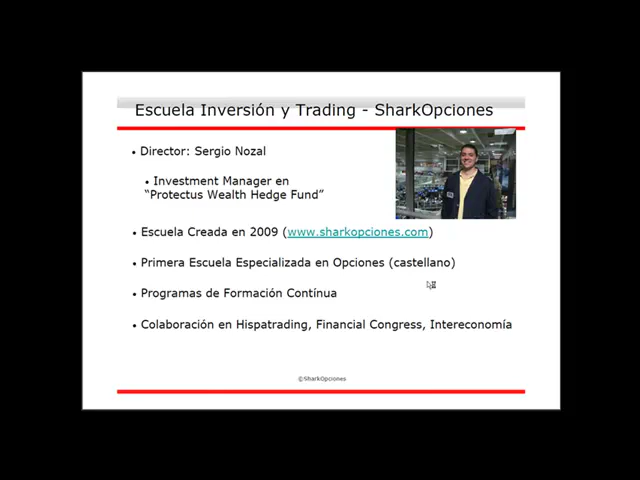 Escuela Inversión y Trading - SharkOpciones
• Director: Sergio Nozal
• Investment Manager en
“Protectus Wealth Hedge Fund”
• Escuela Creada en 2009 (www.sharkopciones.com)
• Primera Escuela Especializada en Opciones (castellano)
• Programas de Formación Contínua
• Colaboración en Hispatrading, Financial Congress, Intereconomía
©SharkOpciones